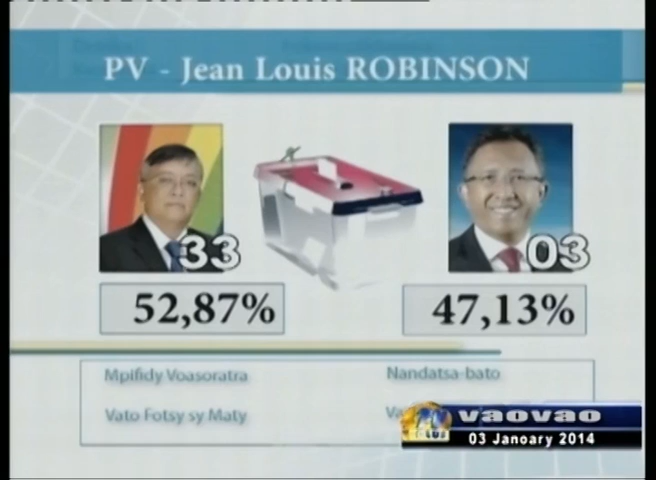 PV - Jean Louis ROBINSON
33
03
52,87%
47,13%
Mpifidy Voasoratra
Nandatsa-bato
Vato Fotsy sy Maty
vaovao
03 Janoary 2014